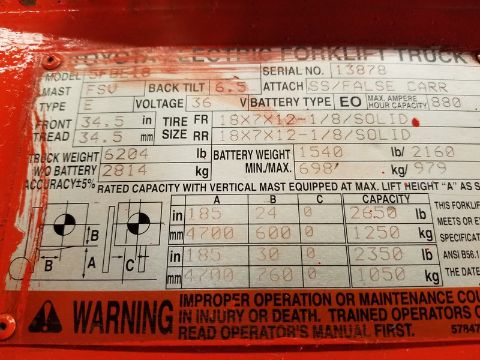 TOYOTA ELECTRIC FORKLIFT TRUCK
MODEL 5FBE18 SERIAL NO. 13878
MAST FSV BACK TILT 6.5 ATTACH SS/FALSE CARR
TYPE E VOLTAGE 36 V BATTERY TYPE EO MAX. AMPERE HOUR CAPACITY 880
FRONT 34.5 in TIRE FR 18X7X12-1/8/SOLID
TREAD 34.5 mm SIZE RR 18X7X12-1/8/SOLID
TRUCK WEIGHT 6204 lb BATTERY WEIGHT 1540 lb/ 2160
W/O BATTERY 2814 kg MIN./MAX. 698 kg/ 979
ACCURACY±5% RATED CAPACITY WITH VERTICAL MAST EQUIPPED AT MAX. LIFT HEIGHT "A" AS S
A B C CAPACITY
in 185 24 0 2650 lb THIS FORKLI
mm 4700 600 0 1250 kg MEETS OR E
in 185 30 0 2350 lb SPECIFICAT
mm 4700 760 0 1050 kg ANSI B56.1
THE DATE
B C
B A
WARNING IMPROPER OPERATION OR MAINTENANCE COU
IN INJURY OR DEATH. TRAINED OPERATORS O
READ OPERATOR'S MANUAL FIRST. 57847